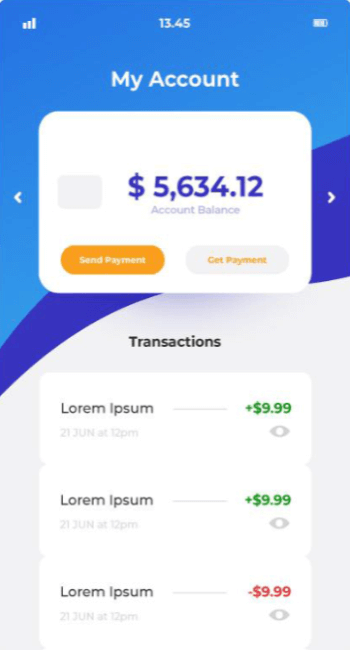 13.45
My Account
$ 5,634.12
Account Balance
Send Payment
Get Payment
Transactions
Lorem Ipsum +$9.99
21 JUN at 12pm
Lorem Ipsum +$9.99
21 JUN at 12pm
Lorem Ipsum -$9.99
21 JUN at 12pm